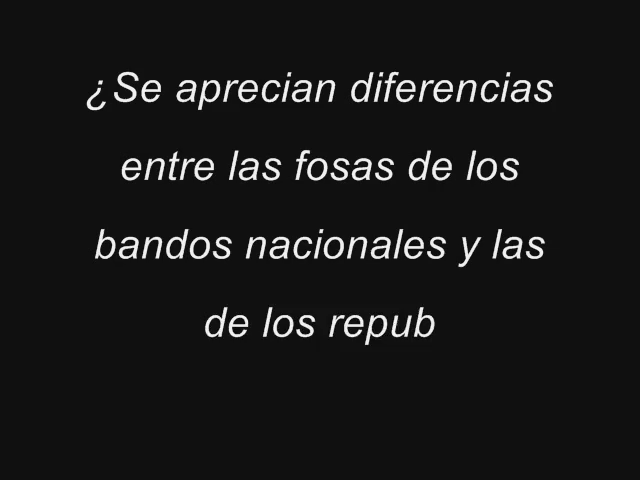 ¿Se aprecian diferencias
entre las fosas de los
bandos nacionales y las
de los repub